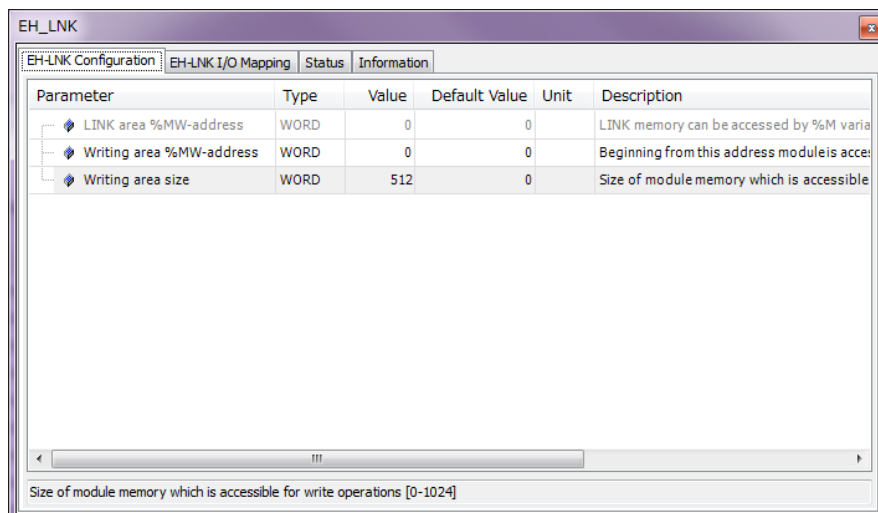 EH_LNK
EH-LNK Configuration EH-LNK I/O Mapping Status Information
Parameter Type Value Default Value Unit Description
LINK area %MW-address WORD 0 0 LINK memory can be accessed by %M varia
Writing area %MW-address WORD 0 0 Beginning from this address module is acce
Writing area size WORD 512 0 Size of module memory which is accessible
Size of module memory which is accessible for write operations [0-1024]